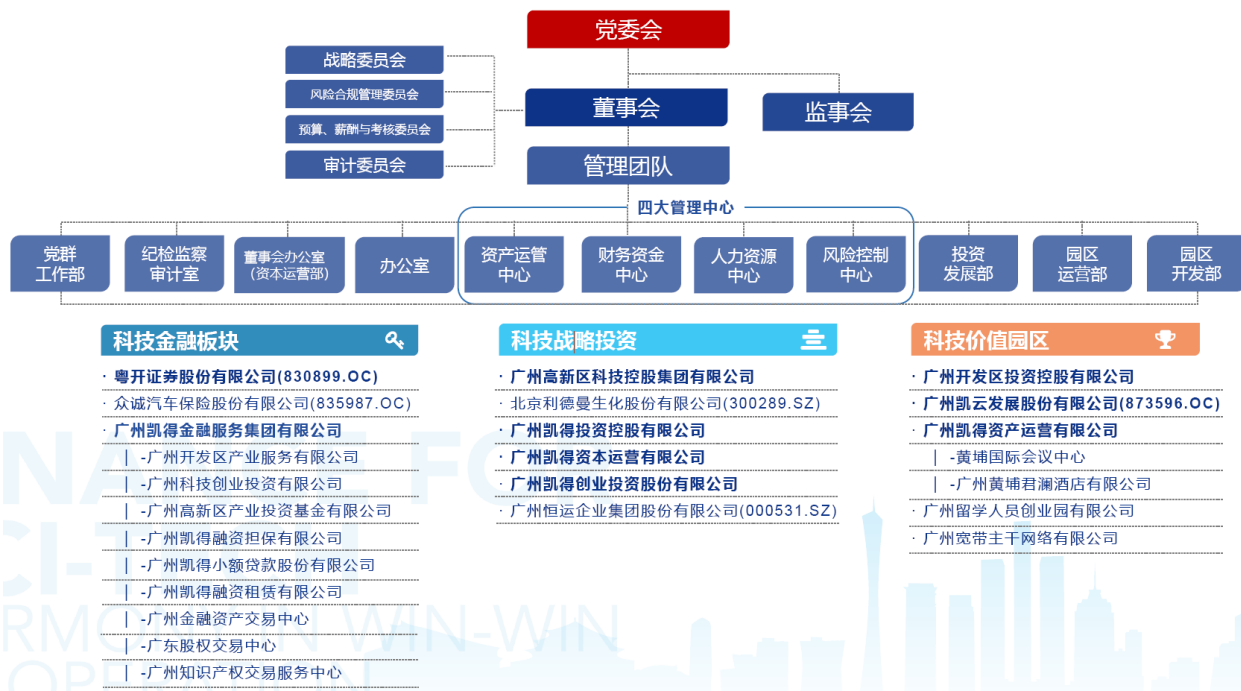 党委会
战略委员会
风险合规管理委员会
预算、薪酬与考核委员会
审计委员会
董事会
监事会
管理团队
四大管理中心
党群
工作部
纪检监察
审计室
董事会办公室
（资本运营部）
办公室
资产运管
中心
财务资金
中心
人力资源
中心
风险控制
中心
投资
发展部
园区
运营部
园区
开发部
科技金融板块
· 粤开证券股份有限公司(830899.OC)
· 众诚汽车保险股份有限公司(835987.OC)
· 广州凯得金融服务集团有限公司
| -广州开发区产业服务有限公司
| -广州科技创业投资有限公司
| -广州高新区产业投资基金有限公司
| -广州凯得融资担保有限公司
| -广州凯得小额贷款股份有限公司
| -广州凯得融资租赁有限公司
| -广州金融资产交易中心
| -广东股权交易中心
| -广州知识产权交易服务中心
科技战略投资
· 广州高新区科技控股集团有限公司
· 北京利德曼生化股份有限公司(300289.SZ)
· 广州凯得投资控股有限公司
· 广州凯得资本运营有限公司
· 广州凯得创业投资股份有限公司
· 广州恒运企业集团股份有限公司(000531.SZ)
科技价值园区
· 广州开发区投资控股有限公司
· 广州凯云发展股份有限公司(873596.OC)
· 广州凯得资产运营有限公司
| -黄埔国际会议中心
| -广州黄埔君澜酒店有限公司
· 广州留学人员创业园有限公司
· 广州宽带主干网络有限公司
NANCE FOR
CI-TECH
WIN-WIN